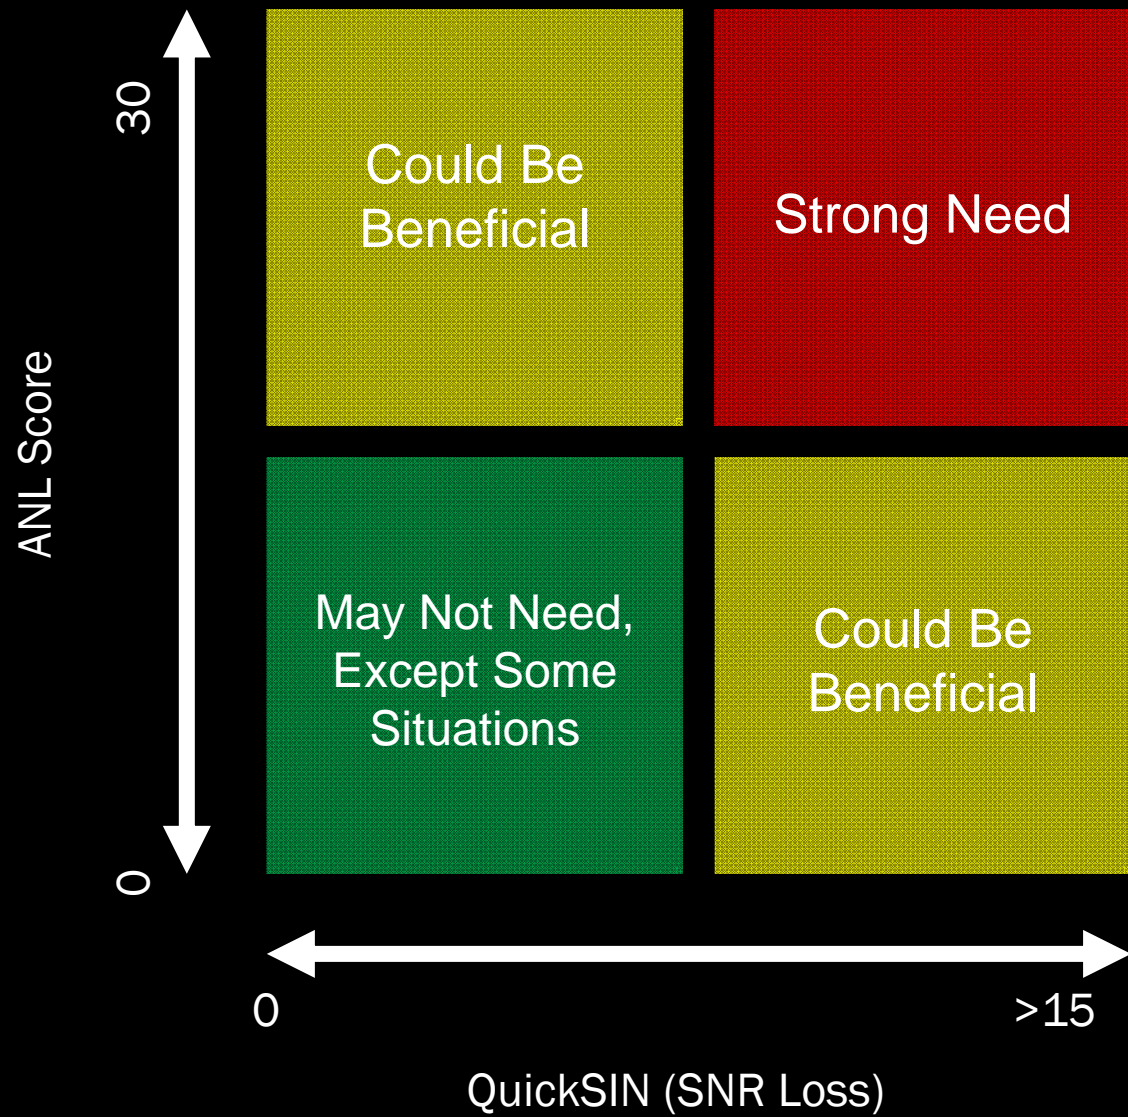 30
Could Be
Beneficial
Strong Need
ANL Score
May Not Need,
Except Some
Situations
Could Be
Beneficial
0
0
>15
QuickSIN (SNR Loss)